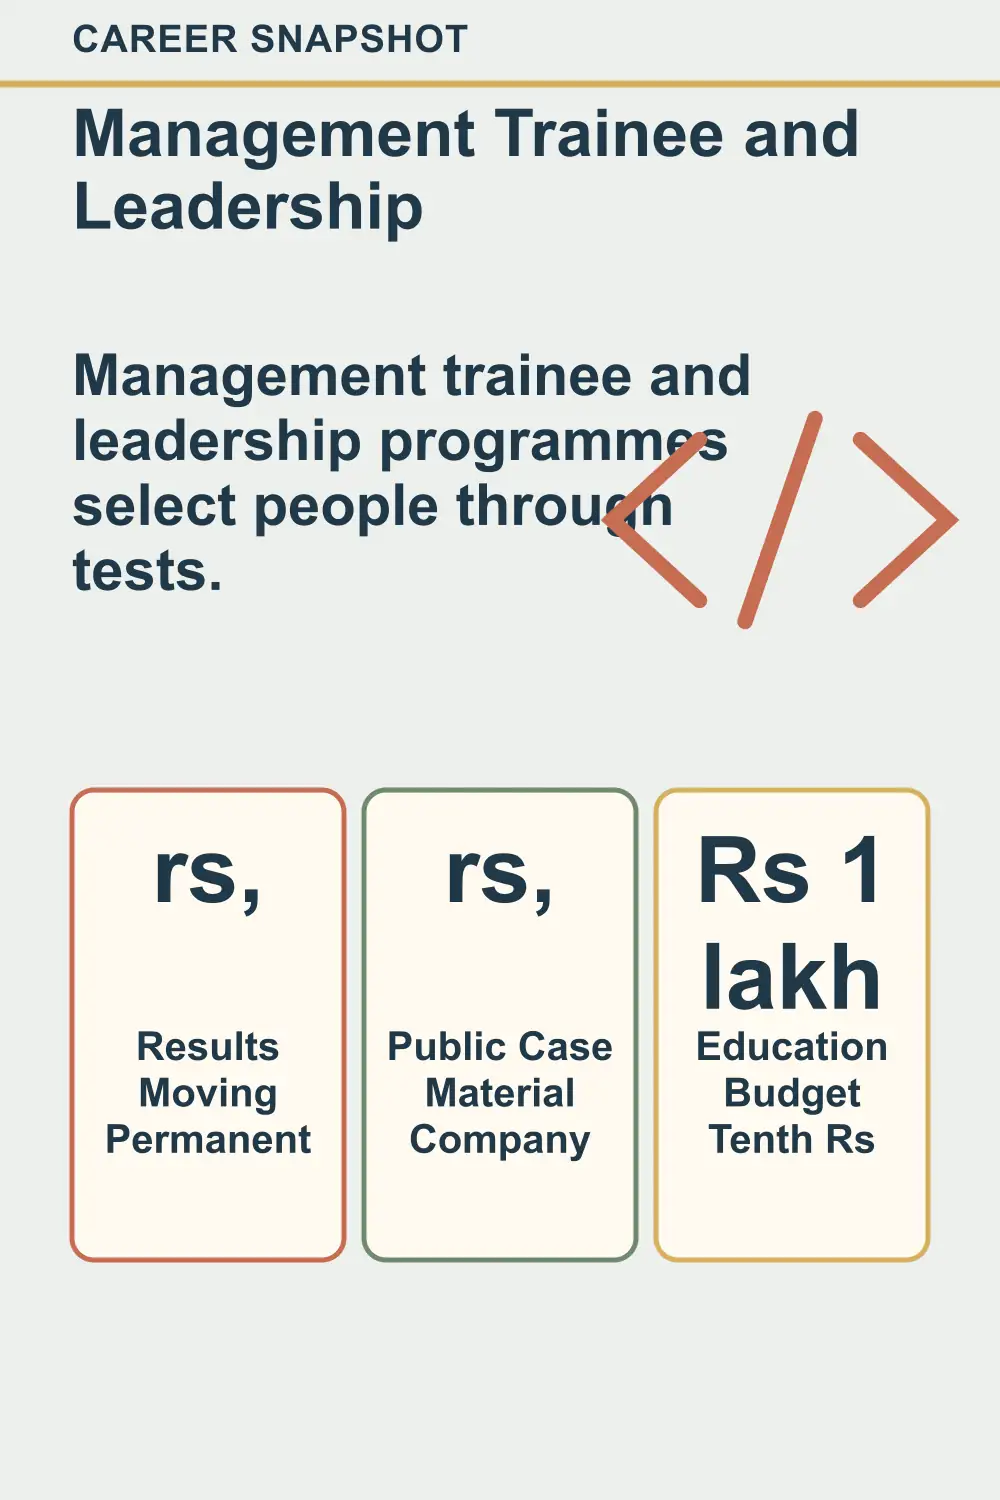 CAREER SNAPSHOT
Management Trainee and
Leadership
Management trainee and
leadership programmes
select people through
tests.
rs,
Results
Moving
Permanent
rs,
Public Case
Material
Company
Rs 1
lakh
Education
Budget
Tenth Rs